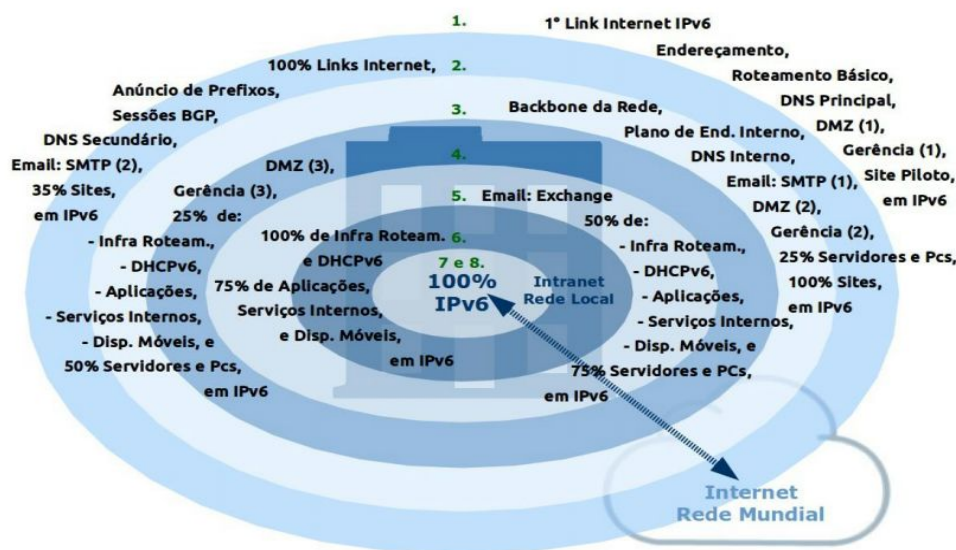 1.
1° Link Internet IPv6
Endereçamento,
Roteamento Básico,
DNS Principal,
DMZ (1),
Gerência (1),
Site Piloto,
em IPv6
2.
100% Links Internet,
Anúncio de Prefixos,
Sessões BGP,
DNS Secundário,
Email: SMTP (2),
35% Sites,
em IPv6
3.
Backbone da Rede,
Plano de End. Interno,
DNS Interno,
Email: SMTP (1),
DMZ (2),
Gerência (2),
25% Servidores e Pcs,
100% Sites,
em IPv6
4.
DMZ (3),
Gerência (3),
25% de:
- Infra Roteam.,
- DHCPv6,
- Aplicações,
- Serviços Internos,
- Disp. Móveis, e
50% Servidores e Pcs,
em IPv6
5.
Email: Exchange
50% de:
- Infra Roteam.,
- DHCPv6,
- Aplicações,
- Serviços Internos,
- Disp. Móveis, e
75% Servidores e PCs,
em IPv6
6.
100% de Infra Roteam.
e DHCPv6
75% de Aplicações,
Serviços Internos,
e Disp. Móveis,
em IPv6
7 e 8.
100%
IPv6
Intranet
Rede Local
Internet
Rede Mundial